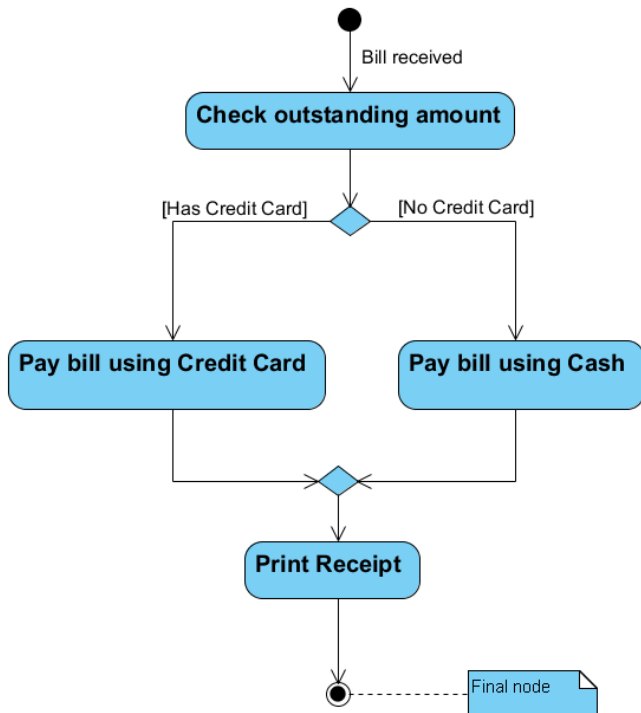 Bill received
Check outstanding amount
[Has Credit Card]
[No Credit Card]
Pay bill using Credit Card
Pay bill using Cash
Print Receipt
Final node